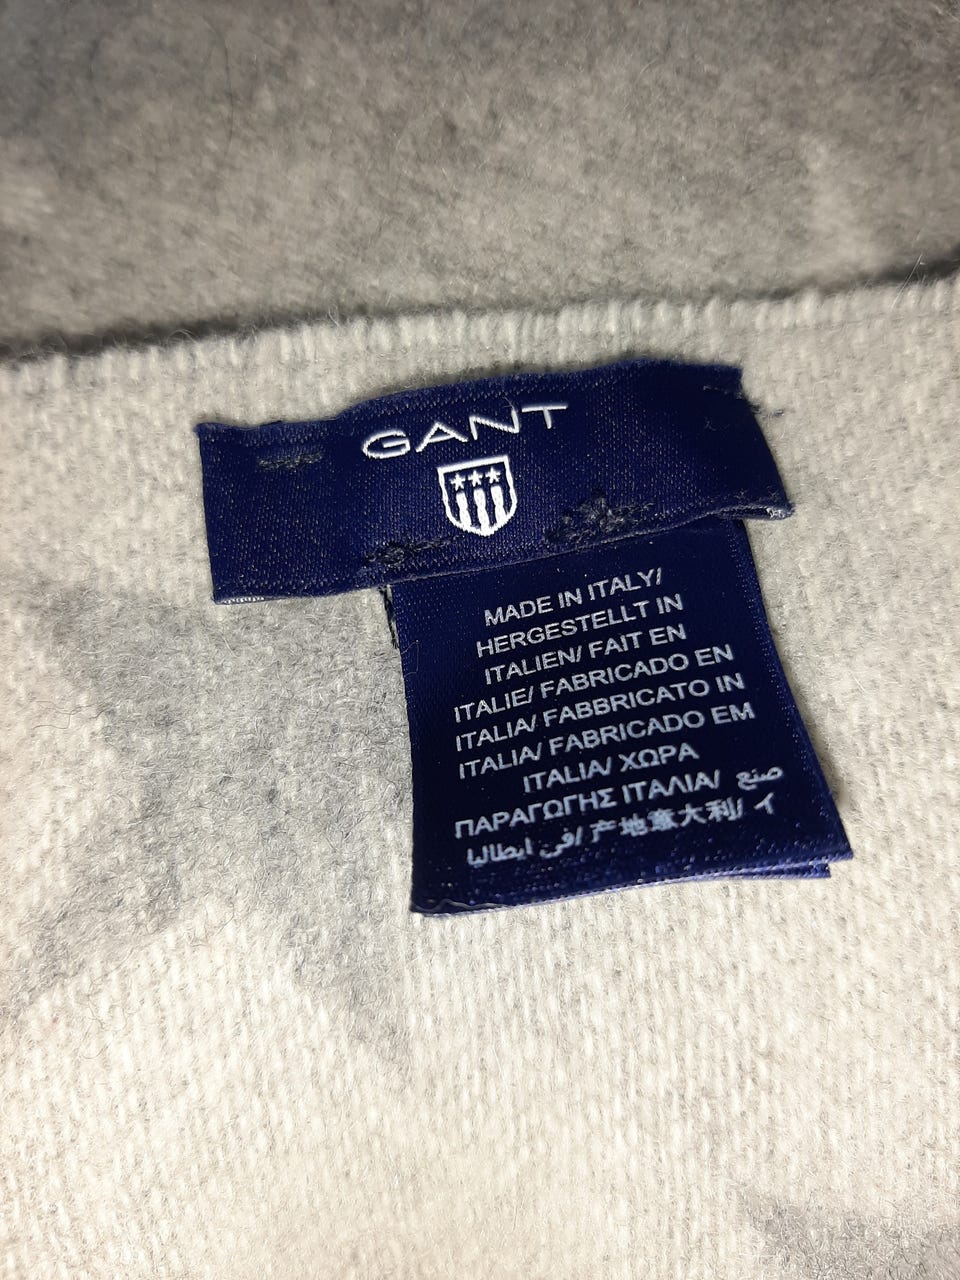 GANT
MADE IN ITALY/
HERGESTELLT IN
ITALIEN/ FAIT EN
ITALIE/ FABRICADO EN
ITALIA/ FABBRICATO IN
ITALIA/ FABRICADO EM
ITALIA/ ΧΩΡΑ
ΠΑΡΑΓΩΓΗΣ ΙΤΑΛΙΑ/ صنع
في ايطاليا/ 产地意大利/ イ